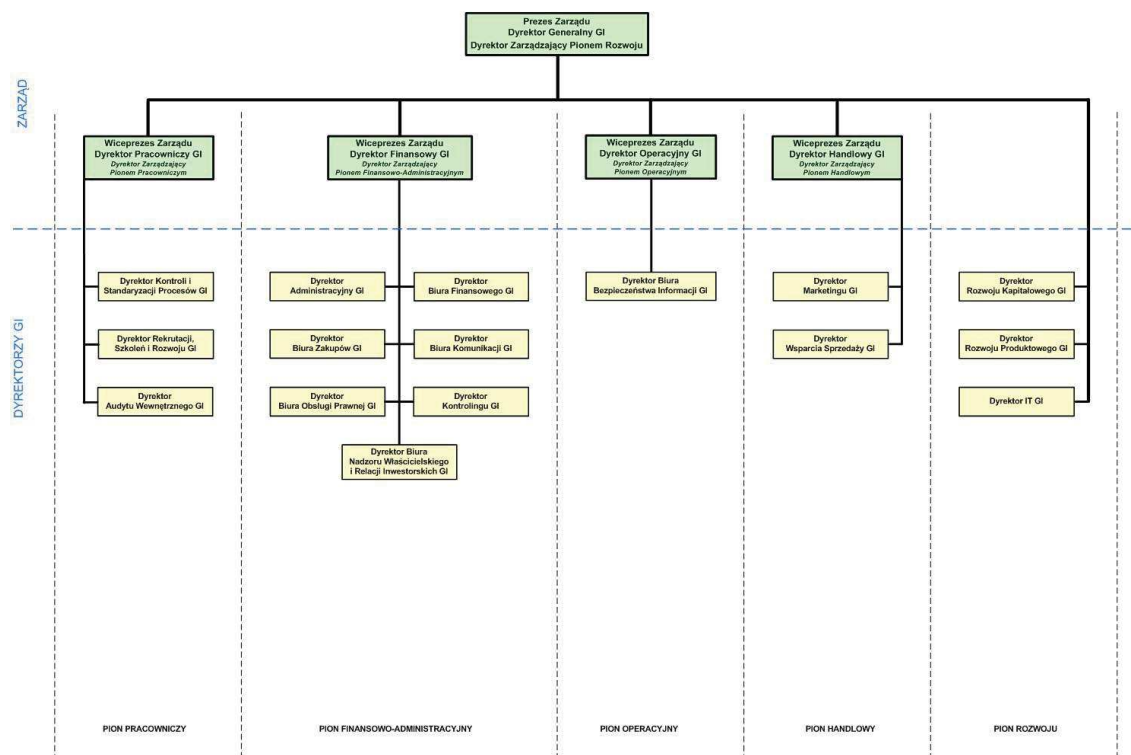 Prezes Zarządu
Dyrektor Generalny GI
Dyrektor Zarządzający Pionem Rozwoju
ZARZĄD
Wiceprezes Zarządu
Dyrektor Pracowniczy GI
Dyrektor Zarządzający
Pionem Pracowniczym
Wiceprezes Zarządu
Dyrektor Finansowy GI
Dyrektor Zarządzający
Pionem Finansowo-Administracyjnym
Wiceprezes Zarządu
Dyrektor Operacyjny GI
Dyrektor Zarządzający
Pionem Operacyjnym
Wiceprezes Zarządu
Dyrektor Handlowy GI
Dyrektor Zarządzający
Pionem Handlowym
DYREKTORZY GI
Dyrektor Kontroli i
Standaryzacji Procesów GI
Dyrektor Rekrutacji,
Szkoleń i Rozwoju GI
Dyrektor
Audytu Wewnętrznego GI
Dyrektor
Administracyjny GI
Dyrektor
Biura Finansowego GI
Dyrektor
Biura Zakupów GI
Dyrektor
Biura Komunikacji GI
Dyrektor
Biura Obsługi Prawnej GI
Dyrektor
Kontrolingu GI
Dyrektor Biura
Nadzoru Właścicielskiego
i Relacji Inwestorskich GI
Dyrektor Biura
Bezpieczeństwa Informacji GI
Dyrektor
Marketingu GI
Dyrektor
Wsparcia Sprzedaży GI
Dyrektor
Rozwoju Kapitałowego GI
Dyrektor
Rozwoju Produktowego GI
Dyrektor IT GI
PION PRACOWNICZY
PION FINANSOWO-ADMINISTRACYJNY
PION OPERACYJNY
PION HANDLOWY
PION ROZWOJU